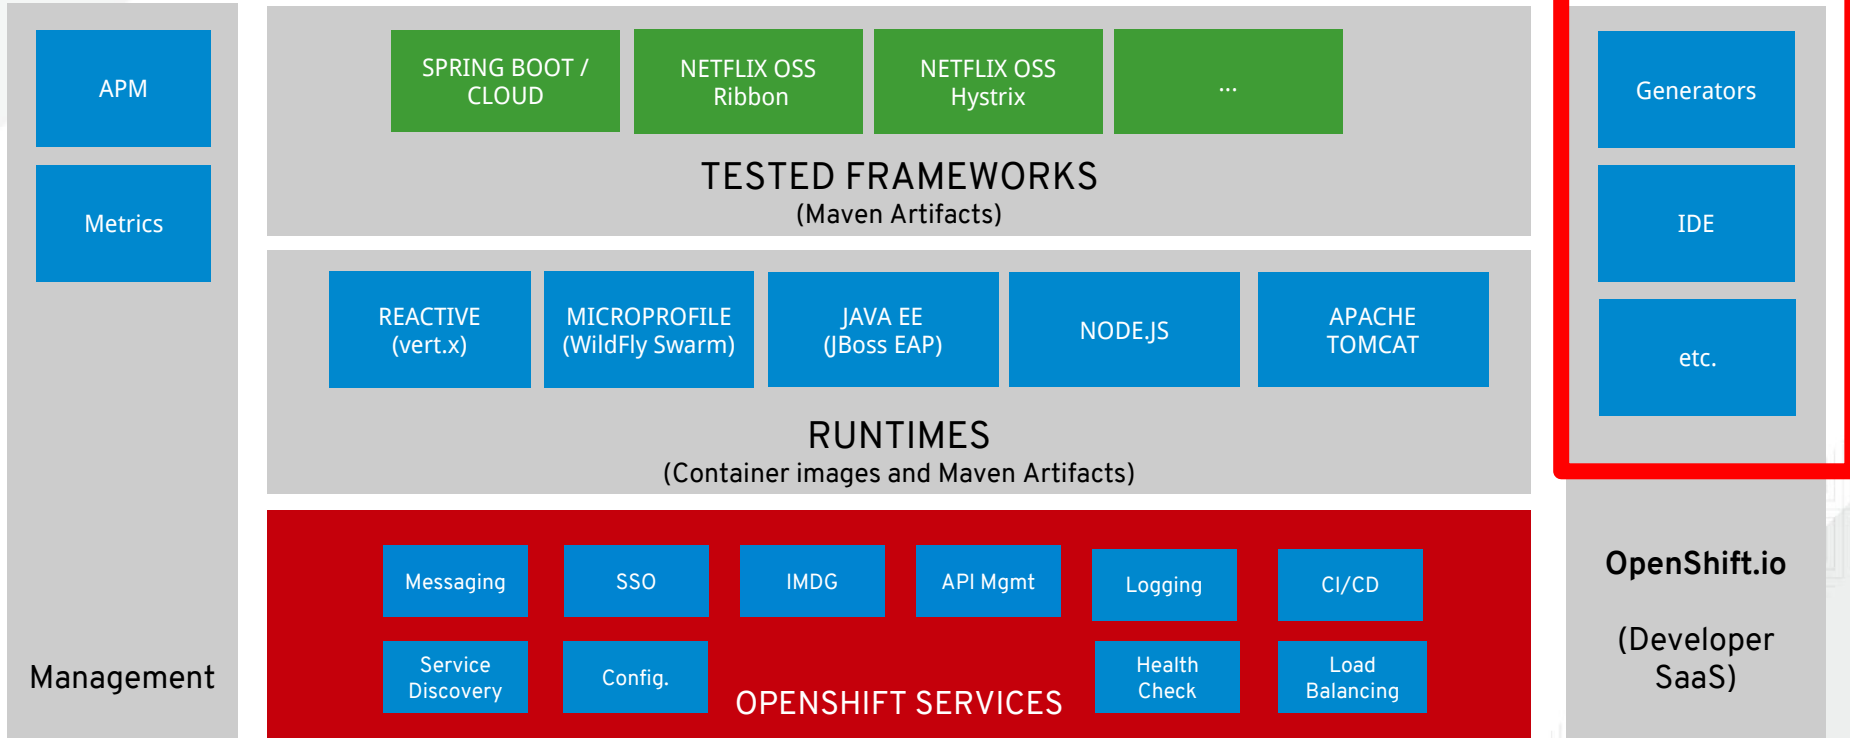 APM
Metrics
Management
SPRING BOOT /
CLOUD
NETFLIX OSS
Ribbon
NETFLIX OSS
Hystrix
...
TESTED FRAMEWORKS
(Maven Artifacts)
REACTIVE
(vert.x)
MICROPROFILE
(WildFly Swarm)
JAVA EE
(JBoss EAP)
NODE.JS
APACHE
TOMCAT
RUNTIMES
(Container images and Maven Artifacts)
Messaging
SSO
IMDG
API Mgmt
Logging
CI/CD
Service
Discovery
Config.
Health
Check
Load
Balancing
OPENSHIFT SERVICES
Generators
IDE
etc.
OpenShift.io
(Developer
SaaS)